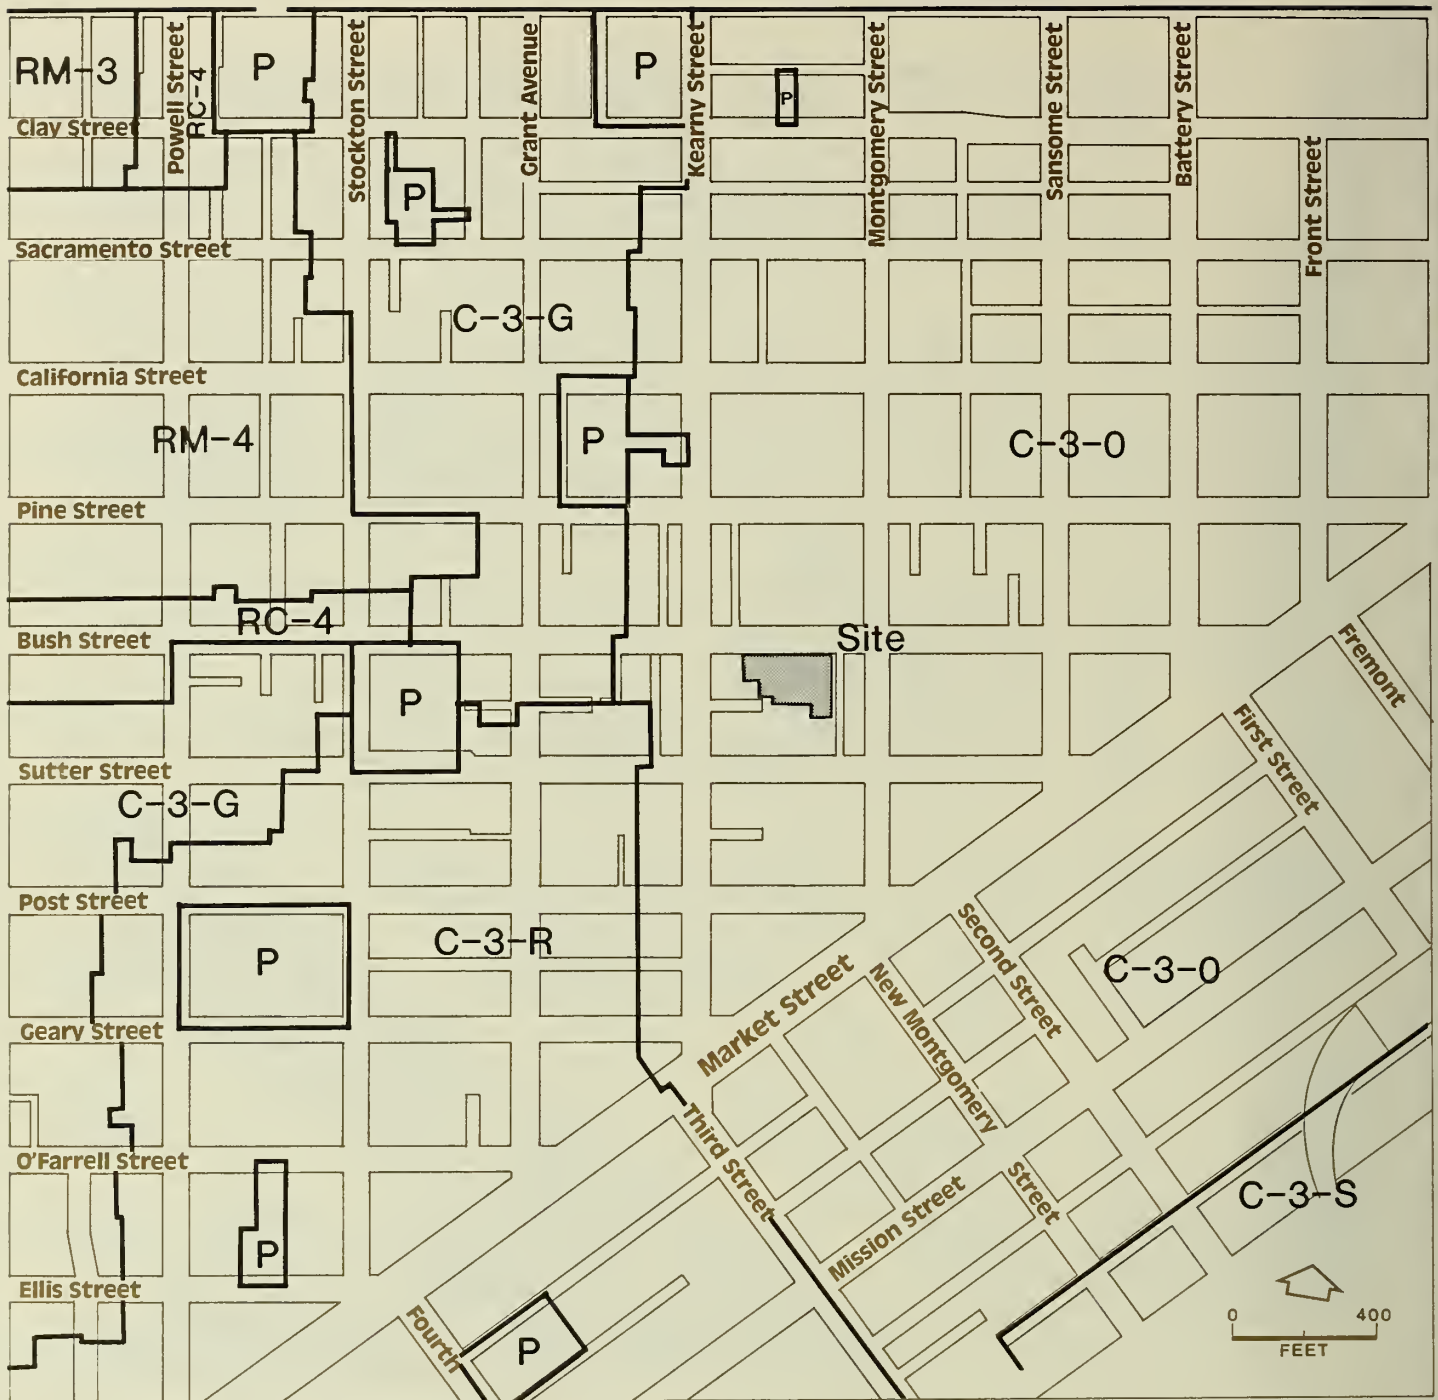 RM-3
Powell Street
RC-4
P
Stockton Street
Grant Avenue
P
Kearny Street
P
Montgomery Street
Sansome Street
Battery Street
Front Street
Clay Street
P
Sacramento Street
C-3-G
California Street
RM-4
P
C-3-0
Pine Street
RC-4
Bush Street
Site
Fremont
P
First Street
Sutter Street
C-3-G
Post Street
P
C-3-R
Second Street
C-3-0
Market Street
New Montgomery
Street
Geary Street
Third Street
O'Farrell Street
Mission Street
C-3-S
P
Ellis Street
Fourth
P
0 400
FEET